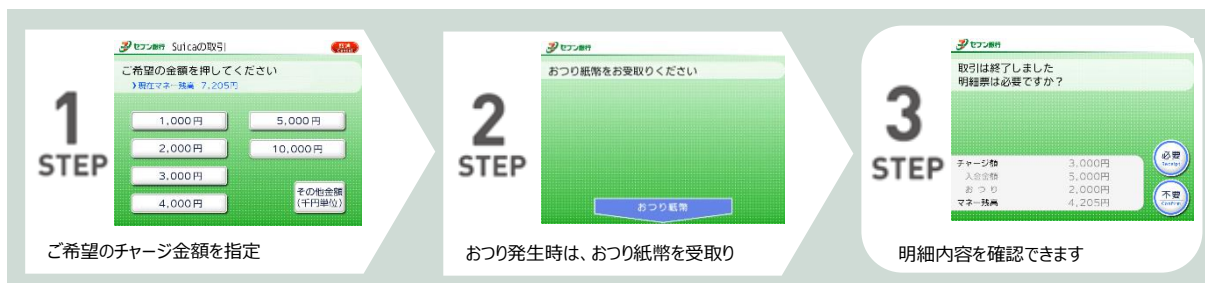 1
STEP
セブン銀行 Suicaの取引
ご希望の金額を押してください
》現在マネー残高 7,205円
1,000円
5,000円
2,000円
10,000円
3,000円
4,000円
その他金額
(千円単位)
ご希望のチャージ金額を指定
2
STEP
セブン銀行
おつり紙幣をお受取りください
おつり紙幣
おつり発生時は、おつり紙幣を受取り
3
STEP
セブン銀行
取引は終了しました
明細票は必要ですか？
チャージ額 3,000円
入金金額 5,000円
おつり 2,000円
マネー残高 4,205円
必要
Receipt
不要
明細内容を確認できます